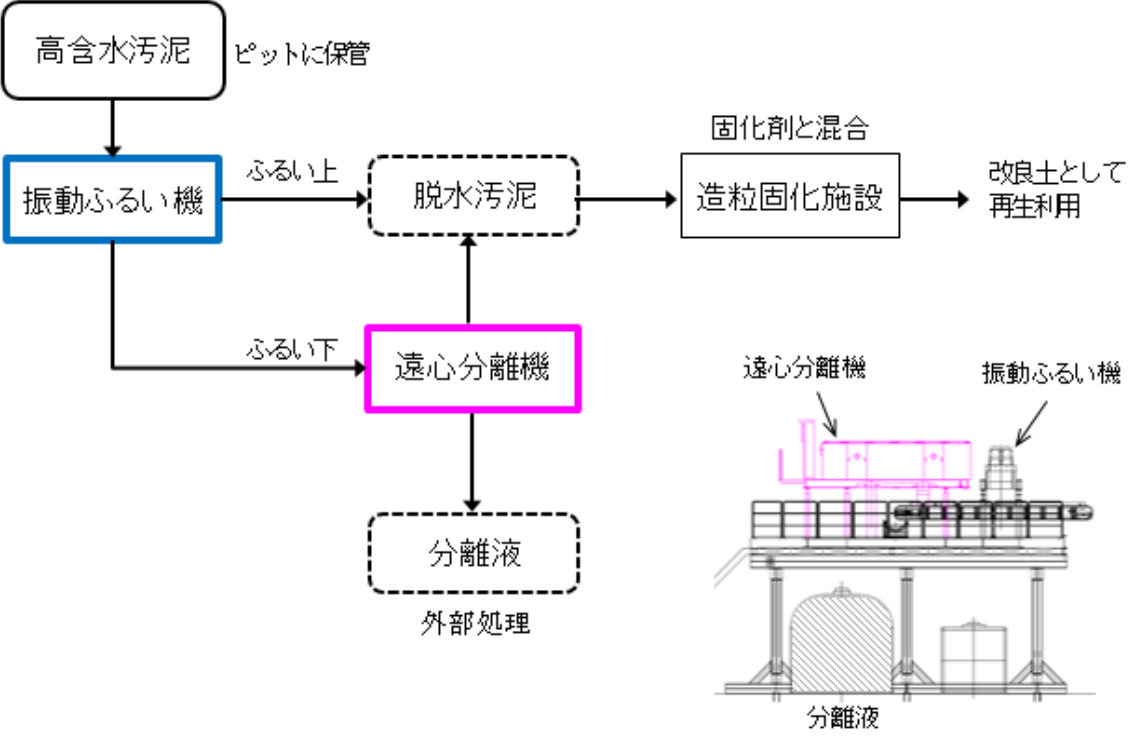 高含水汚泥
ピットに保管
振動ふるい機
ふるい上
脱水汚泥
固化剤と混合
造粒固化施設
改良土として
再生利用
ふるい下
遠心分離機
分離液
外部処理
遠心分離機
振動ふるい機
分離液